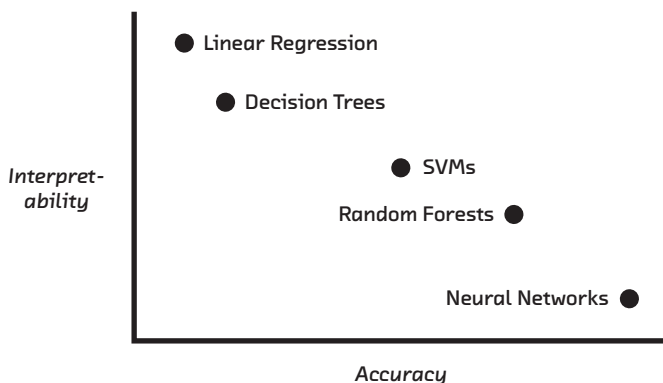 Linear Regression
Decision Trees
SVMs
Interpret-
ability
Random Forests
Neural Networks
Accuracy